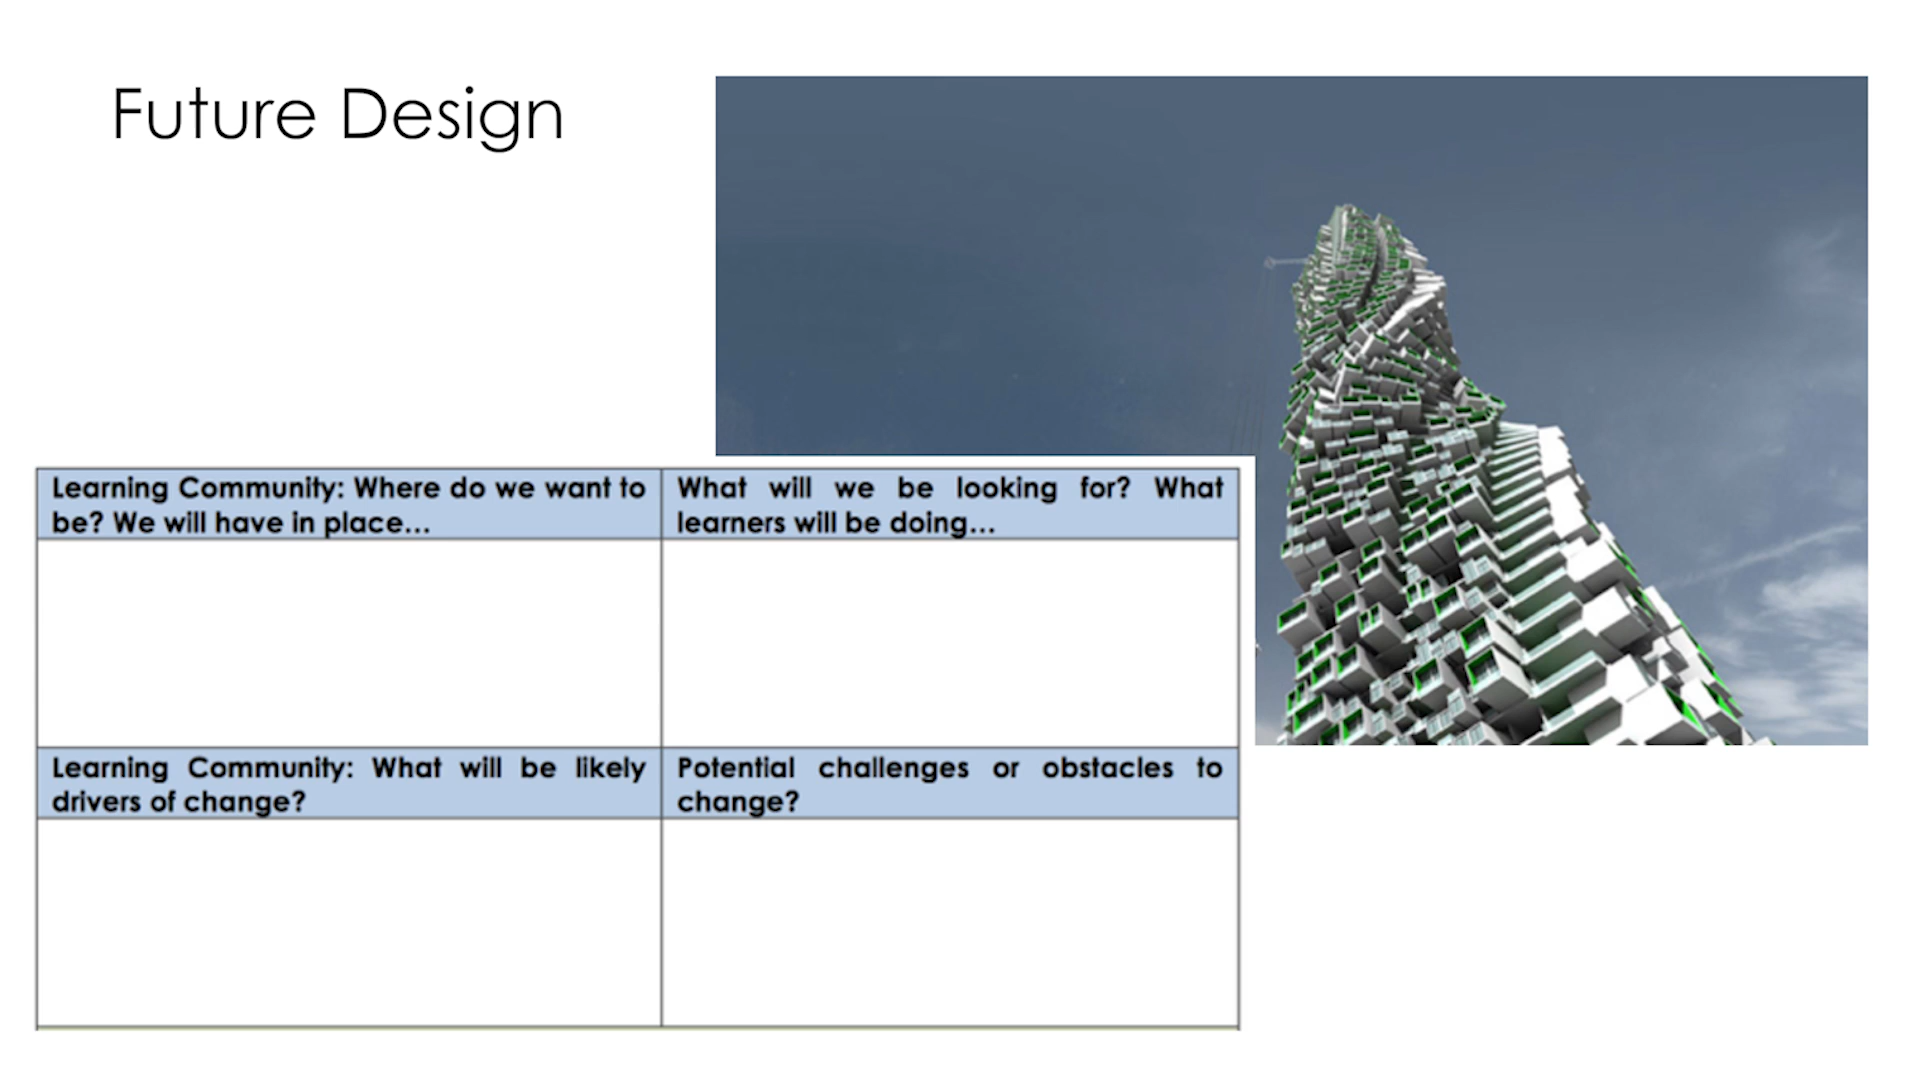 Future Design
Learning Community: Where do we want to
be? We will have in place...
What will we be looking for? What
learners will be doing...
Learning Community: What will be likely
drivers of change?
Potential challenges or obstacles to
change?